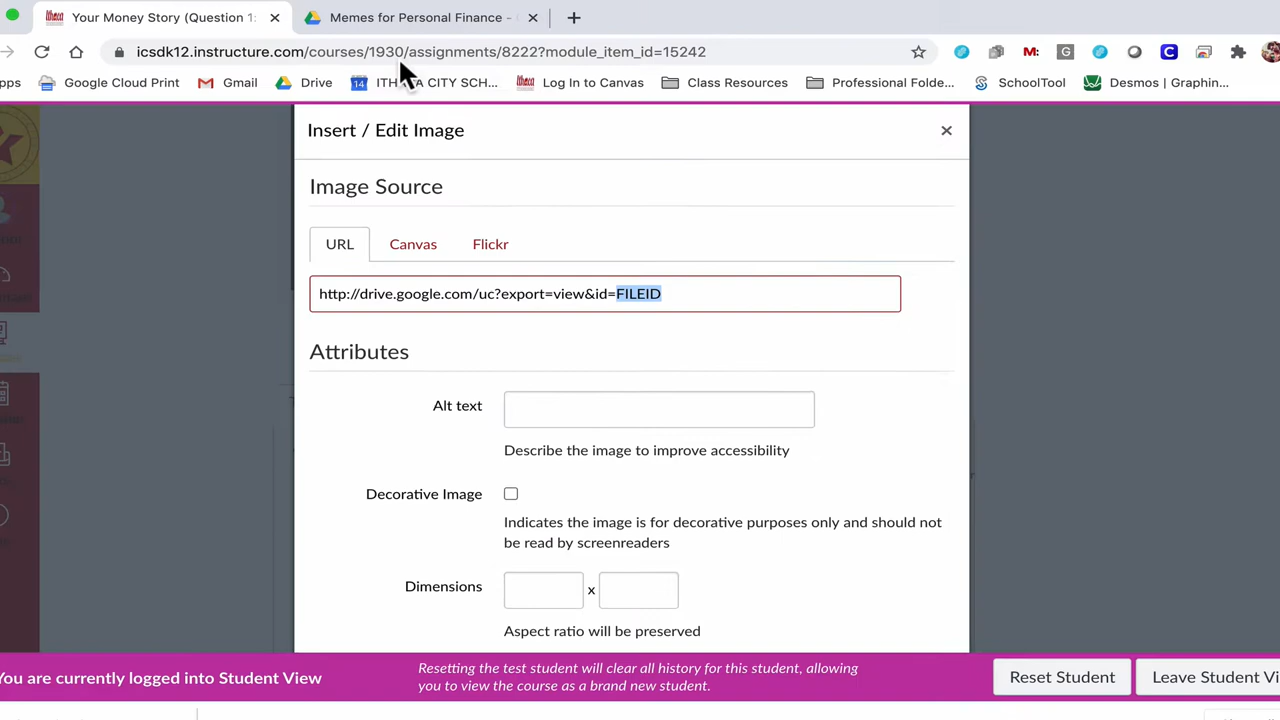 Your Money Story (Question 1:
Memes for Personal Finance -
icsdk12.instructure.com/courses/1930/assignments/8222?module_item_id=15242
Google Cloud Print
Gmail
Drive
14
CITY SCH...
Log In to Canvas
Class Resources
Professional Folde...
SchoolTool
Desmos | Graphin...
Insert / Edit Image
Image Source
URL
Canvas
Flickr
http://drive.google.com/uc?export=view&id=FILEID
Attributes
Alt text
Describe the image to improve accessibility
Decorative Image
Indicates the image is for decorative purposes only and should not
be read by screenreaders
Dimensions
x
Aspect ratio will be preserved
You are currently logged into Student View
Resetting the test student will clear all history for this student, allowing
you to view the course as a brand new student.
Reset Student
Leave Student Vi